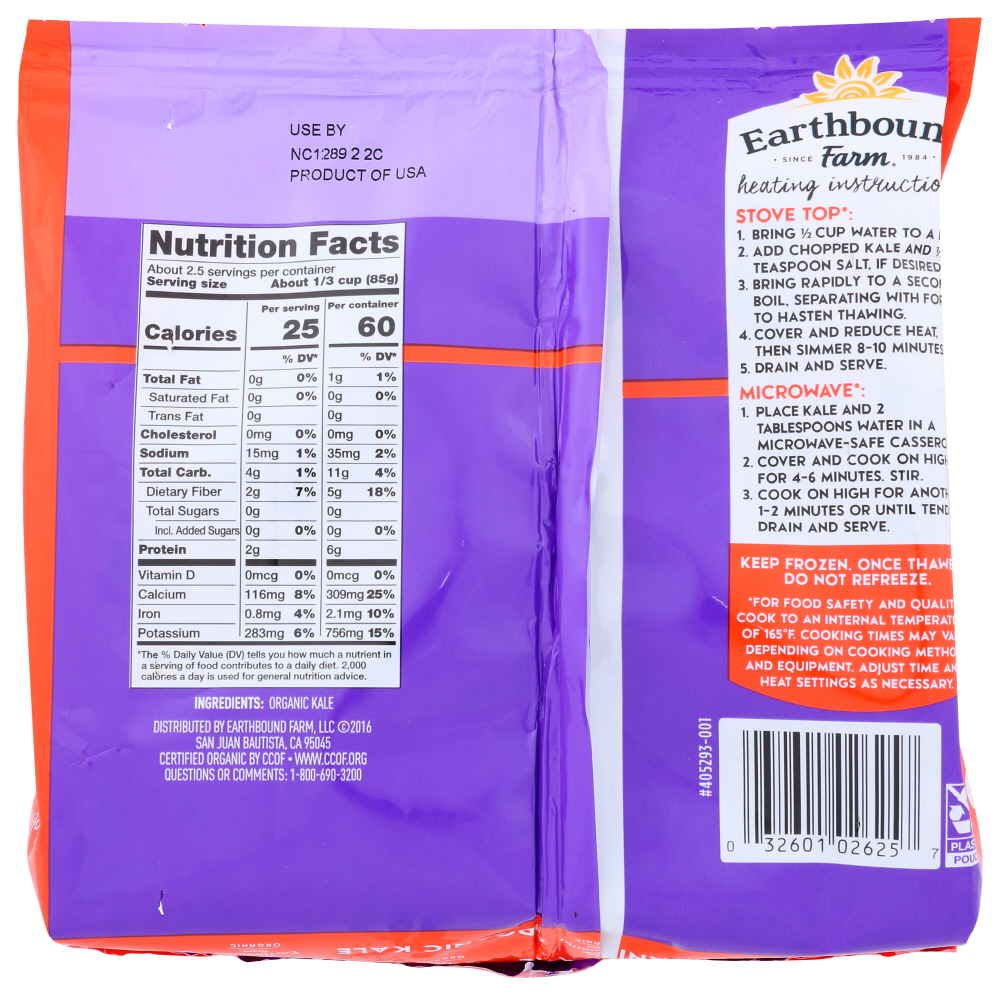 USE BY
NC1289 2 2C
PRODUCT OF USA
Nutrition Facts
About 2.5 servings per container
Serving size About 1/3 cup (85g)
Per serving Per container
Calories 25 60
% DV* % DV*
Total Fat 0g 0% 1g 1%
Saturated Fat 0g 0% 0g 0%
Trans Fat 0g 0g
Cholesterol 0mg 0% 0mg 0%
Sodium 15mg 1% 35mg 2%
Total Carb. 4g 1% 11g 4%
Dietary Fiber 2g 7% 5g 18%
Total Sugars 0g 0g
Incl. Added Sugars 0g 0% 0g 0%
Protein 2g 6g
Vitamin D 0mcg 0% 0mcg 0%
Calcium 116mg 8% 309mg 25%
Iron 0.8mg 4% 2.1mg 10%
Potassium 283mg 6% 756mg 15%
*The % Daily Value (DV) tells you how much a nutrient in
a serving of food contributes to a daily diet. 2,000
calories a day is used for general nutrition advice.
INGREDIENTS: ORGANIC KALE
DISTRIBUTED BY EARTHBOUND FARM, LLC ©2016
SAN JUAN BAUTISTA, CA 95045
CERTIFIED ORGANIC BY CCOF • WWW.CCOF.ORG
QUESTIONS OR COMMENTS: 1-800-690-3200
Earthboun
• SINCE Farm. 1984 •
heating instructio
STOVE TOP*:
1. BRING ½ CUP WATER TO A
2. ADD CHOPPED KALE AND
TEASPOON SALT, IF DESIRED
3. BRING RAPIDLY TO A SECON
BOIL, SEPARATING WITH FOR
TO HASTEN THAWING.
4. COVER AND REDUCE HEAT,
THEN SIMMER 8-10 MINUTES
5. DRAIN AND SERVE.
MICROWAVE*:
1. PLACE KALE AND 2
TABLESPOONS WATER IN A
MICROWAVE-SAFE CASSERO
2. COVER AND COOK ON HIGH
FOR 4-6 MINUTES. STIR.
3. COOK ON HIGH FOR ANOTH
1-2 MINUTES OR UNTIL TEND
DRAIN AND SERVE.
KEEP FROZEN. ONCE THAWE
DO NOT REFREEZE.
*FOR FOOD SAFETY AND QUALIT
COOK TO AN INTERNAL TEMPERAT
OF 165°F. COOKING TIMES MAY VA
DEPENDING ON COOKING METHO
AND EQUIPMENT. ADJUST TIME AN
HEAT SETTINGS AS NECESSARY.
#405293-001
0 32601 02625 7
PLAS
POUC
ORGANIC
IC KALE